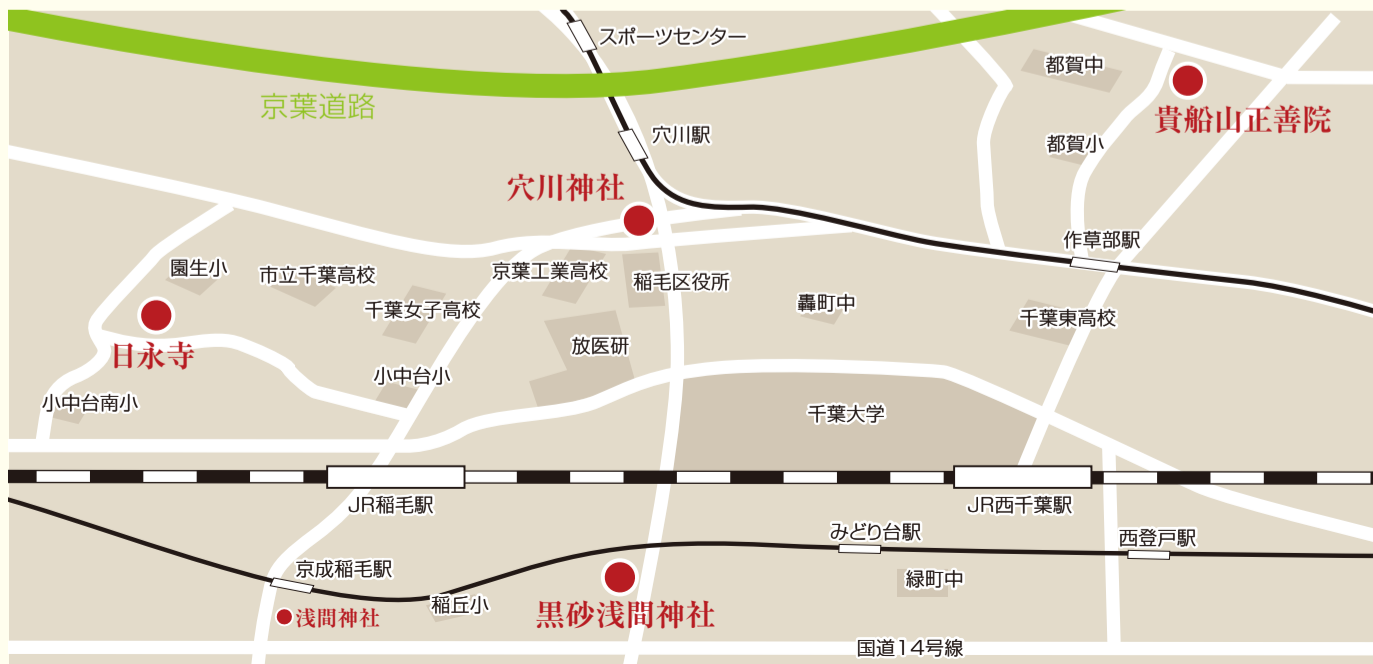 スポーツセンター
都賀中
京葉道路
貴船山正善院
穴川駅
都賀小
穴川神社
作草部駅
園生小
市立千葉高校
京葉工業高校
稲毛区役所
千葉女子高校
轟町中
千葉東高校
日永寺
放医研
小中台小
小中台南小
千葉大学
JR稲毛駅
JR西千葉駅
みどり台駅
西登戸駅
京成稲毛駅
緑町中
稲丘小
浅間神社
黒砂浅間神社
国道14号線